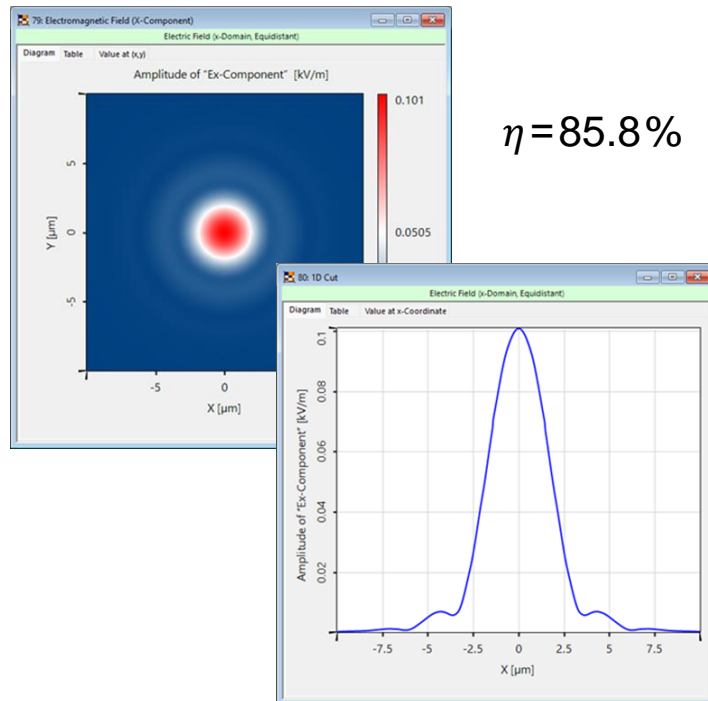 79: Electromagnetic Field (X-Component)
Electric Field (x-Domain, Equidistant)
Diagram Table Value at (x,y)
Amplitude of "Ex-Component" [kV/m]
0.101
0.0505
Y [µm]
5
0
-5
-5 0
X [µm]
η=85.8%
80: 1D Cut
Electric Field (x-Domain, Equidistant)
Diagram Table Value at x-Coordinate
Amplitude of "Ex-Component" [kV/m]
0.1
0.08
0.06
0.04
0.02
-7.5 -5 -2.5 0 2.5 5 7.5
X [µm]